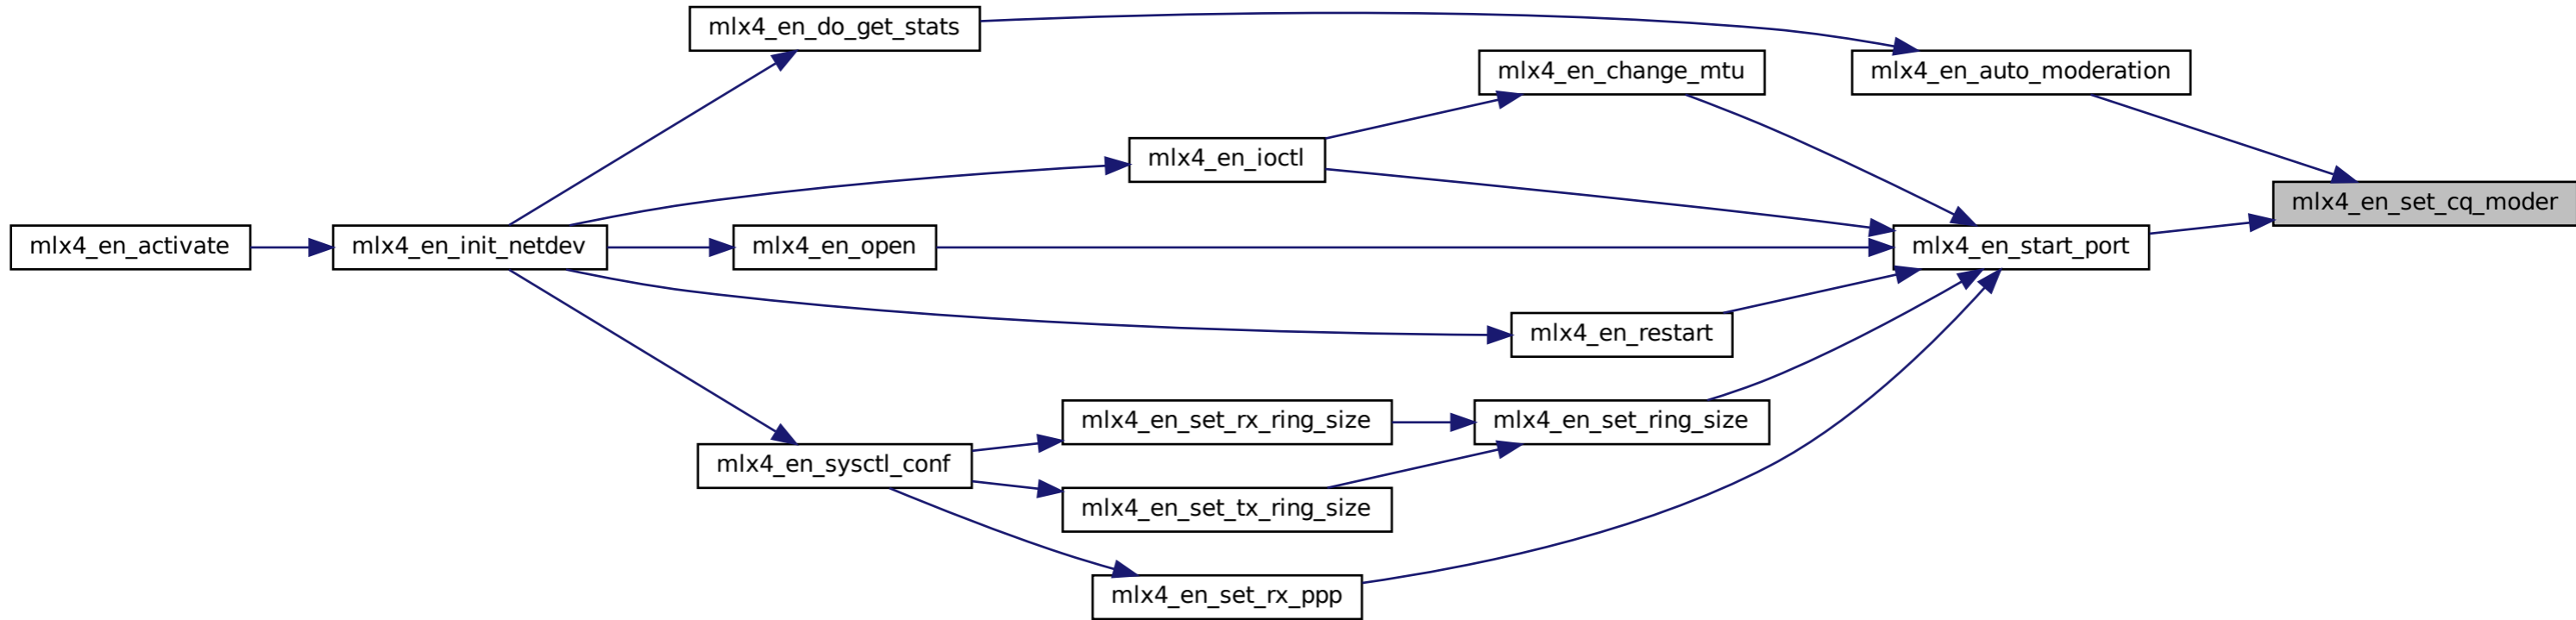 mlx4_en_do_get_stats
mlx4_en_change_mtu
mlx4_en_auto_moderation
mlx4_en_ioctl
mlx4_en_set_cq_moder
mlx4_en_activate
mlx4_en_init_netdev
mlx4_en_open
mlx4_en_start_port
mlx4_en_restart
mlx4_en_set_rx_ring_size
mlx4_en_set_ring_size
mlx4_en_sysctl_conf
mlx4_en_set_tx_ring_size
mlx4_en_set_rx_ppp